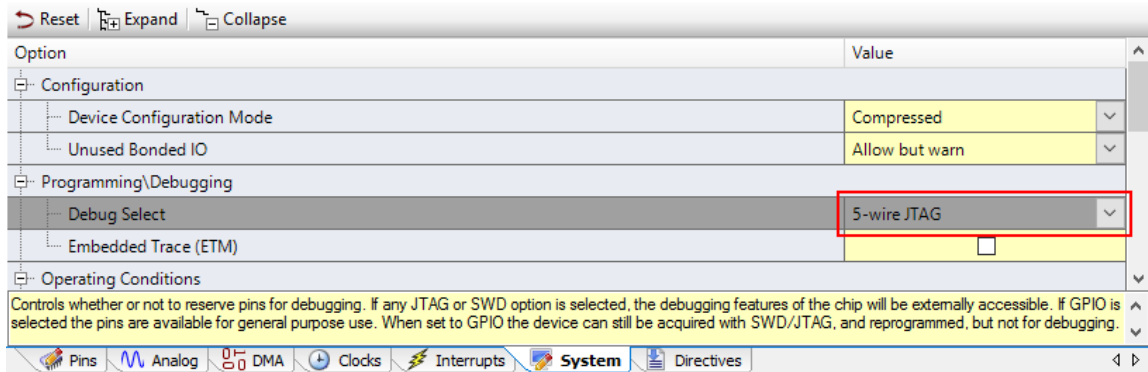 Reset Expand Collapse
Option Value
Configuration
Device Configuration Mode Compressed
Unused Bonded IO Allow but warn
Programming\Debugging
Debug Select 5-wire JTAG
Embedded Trace (ETM)
Operating Conditions
Controls whether or not to reserve pins for debugging. If any JTAG or SWD option is selected, the debugging features of the chip will be externally accessible. If GPIO is
selected the pins are available for general purpose use. When set to GPIO the device can still be acquired with SWD/JTAG, and reprogrammed, but not for debugging.
Pins Analog DMA Clocks Interrupts System Directives